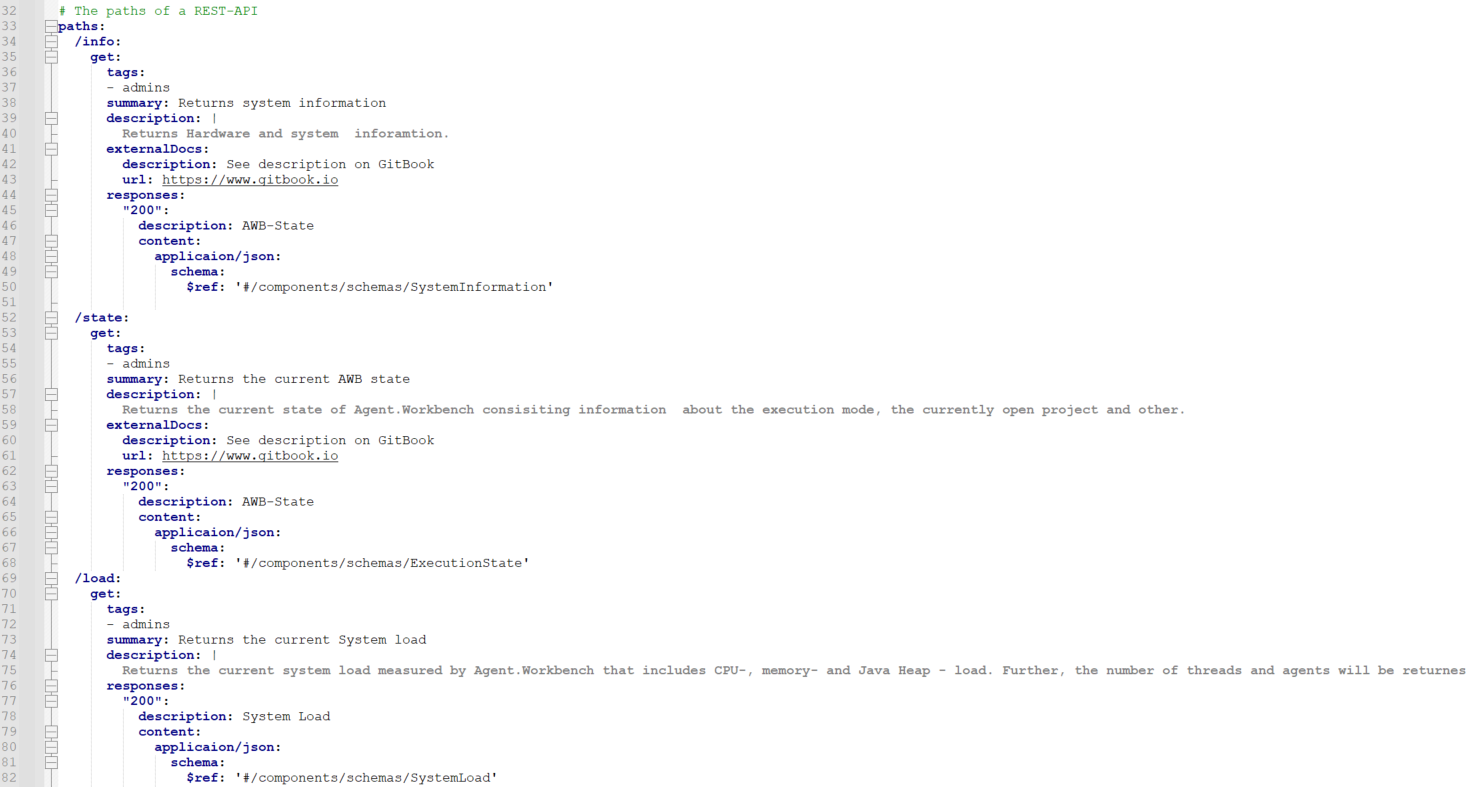 32 # The paths of a REST-API
33 paths:
34   /info:
35     get:
36       tags:
37       - admins
38       summary: Returns system information
39       description: |
40         Returns Hardware and system  inforamtion.
41       externalDocs:
42         description: See description on GitBook
43         url: https://www.gitbook.io
44       responses:
45         "200":
46           description: AWB-State
47           content:
48             applicaion/json:
49               schema:
50                 $ref: '#/components/schemas/SystemInformation'
51
52   /state:
53     get:
54       tags:
55       - admins
56       summary: Returns the current AWB state
57       description: |
58         Returns the current state of Agent.Workbench consisiting information  about the execution mode, the currently open project and other.
59       externalDocs:
60         description: See description on GitBook
61         url: https://www.gitbook.io
62       responses:
63         "200":
64           description: AWB-State
65           content:
66             applicaion/json:
67               schema:
68                 $ref: '#/components/schemas/ExecutionState'
69   /load:
70     get:
71       tags:
72       - admins
73       summary: Returns the current System load
74       description: |
75         Returns the current system load measured by Agent.Workbench that includes CPU-, memory- and Java Heap - load. Further, the number of threads and agents will be returnes
76       responses:
77         "200":
78           description: System Load
79           content:
80             applicaion/json:
81               schema:
82                 $ref: '#/components/schemas/SystemLoad'